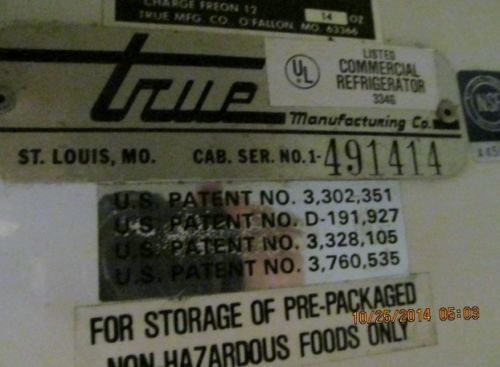 CHARGE FREON 12 14 OZ
TRUE MFG. CO. O'FALLON, MO. 63366
true
Manufacturing Co.
UL
LISTED
COMMERCIAL
REFRIGERATOR
334G
ST. LOUIS, MO. CAB. SER. NO. 1-491414
U.S. PATENT NO. 3,302,351
U.S. PATENT NO. D-191,927
U.S. PATENT NO. 3,328,105
U.S. PATENT NO. 3,760,535
FOR STORAGE OF PRE-PACKAGED
NON HAZARDOUS FOODS ONLY
10/25/2014 05:09